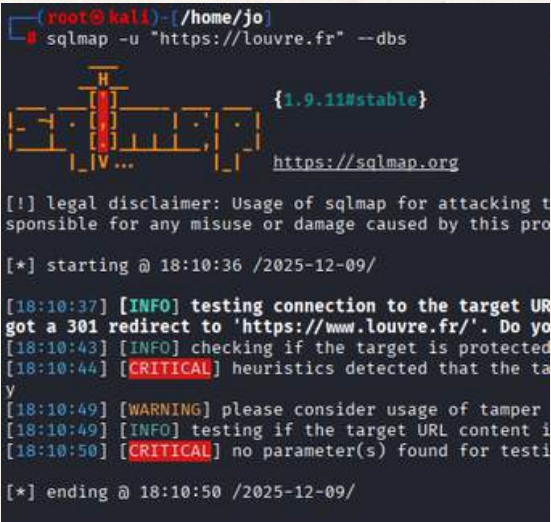 (root㉿kali)-[/home/jo]
# sqlmap -u "https://louvre.fr" --dbs
{1.9.11#stable}
https://sqlmap.org
[!] legal disclaimer: Usage of sqlmap for attacking t
sponsible for any misuse or damage caused by this pro
[*] starting @ 18:10:36 /2025-12-09/
[18:10:37] [INFO] testing connection to the target UR
got a 301 redirect to 'https://www.louvre.fr/'. Do yo
[18:10:43] [INFO] checking if the target is protected
[18:10:44] [CRITICAL] heuristics detected that the ta
y
[18:10:49] [WARNING] please consider usage of tamper
[18:10:49] [INFO] testing if the target URL content i
[18:10:50] [CRITICAL] no parameter(s) found for testi
[*] ending @ 18:10:50 /2025-12-09/